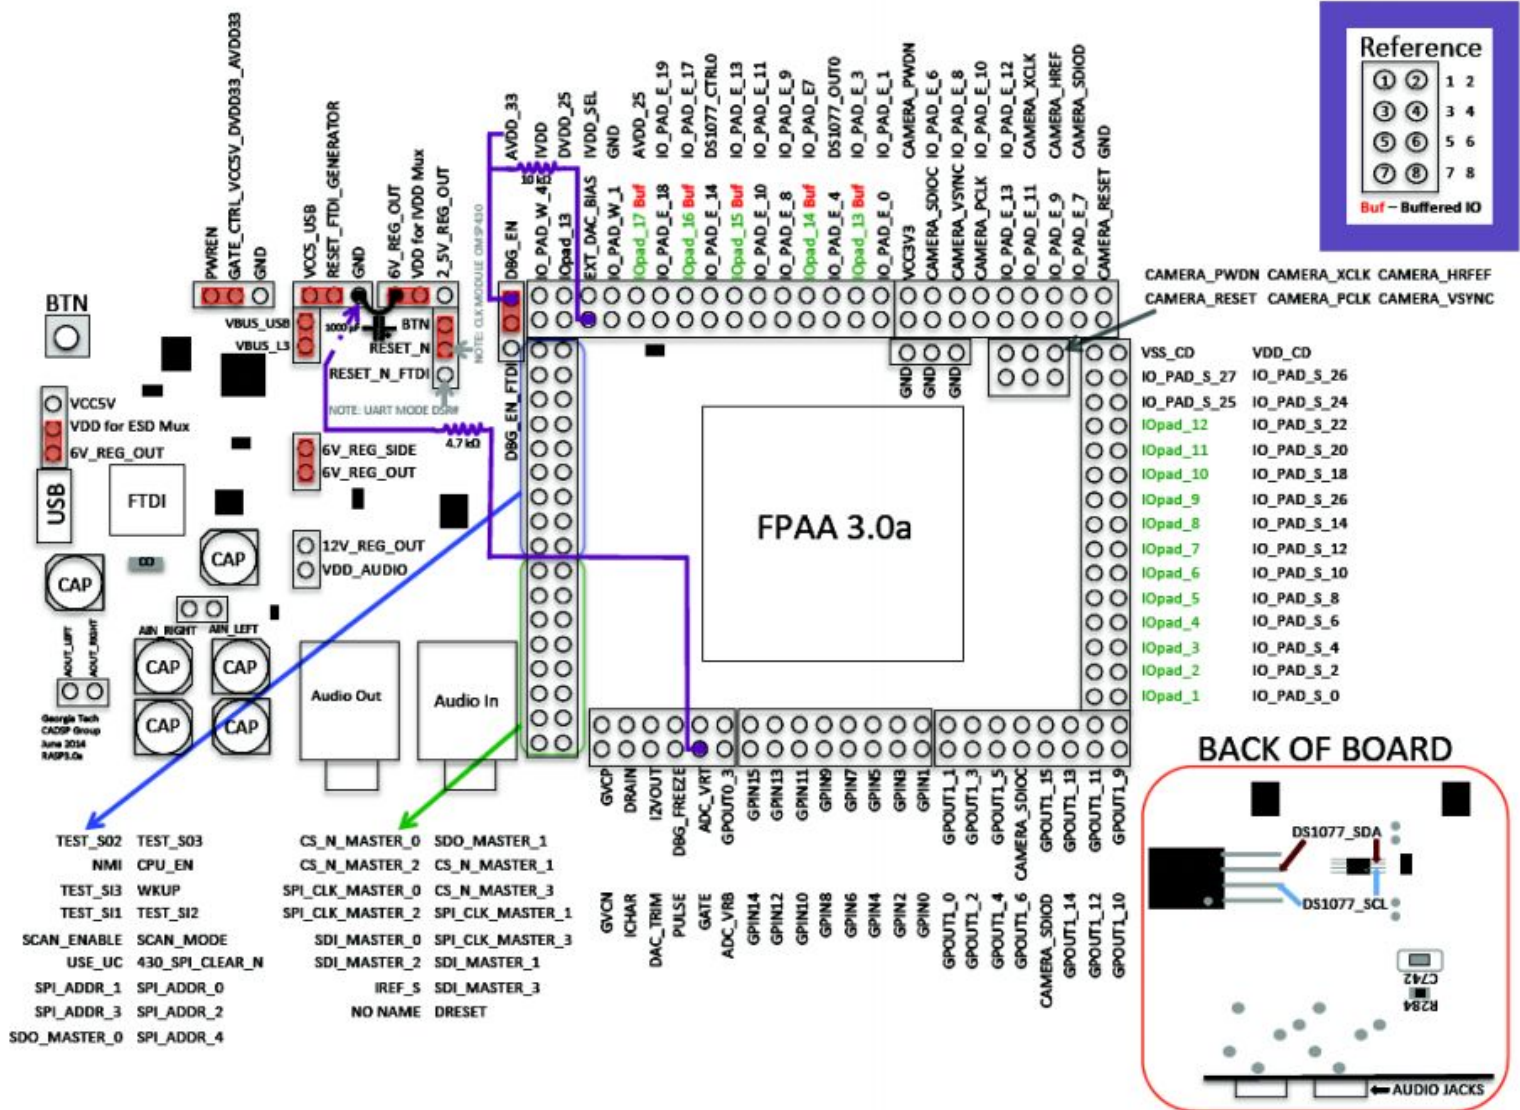 PWREN
GATE_CTRL_VCC5V_DVDD33_AVDD33
GND
VCC5_USB
RESET_FTDI_GENERATOR
GND
6V_REG_OUT
VDD for IVDD Mux
2_5V_REG_OUT
AVDD_33
IVDD
DVDD_25
IVDD_SEL
GND
AVDD_25
IO_PAD_E_19
IO_PAD_E_17
DS1077_CTRL0
IO_PAD_E_13
IO_PAD_E_11
IO_PAD_E_9
IO_PAD_E7
DS1077_OUT0
IO_PAD_E_3
IO_PAD_E_1
CAMERA_PWDN
IO_PAD_E_6
IO_PAD_E_8
IO_PAD_E_10
IO_PAD_E_12
CAMERA_XCLK
CAMERA_HREF
CAMERA_SDIOD
GND
10 kΩ
DBG_EN
IO_PAD_W_4
IOpad_13
EXT_DAC_BIAS
IO_PAD_W_1
IOpad_17 Buf
IO_PAD_E_18
IOpad_16 Buf
IO_PAD_E_14
IOpad_15 Buf
IO_PAD_E_10
IO_PAD_E_8
IOpad_14 Buf
IO_PAD_E_4
IOpad_13 Buf
IO_PAD_E_0
VCC3V3
CAMERA_SDIOC
CAMERA_VSYNC
CAMERA_PCLK
IO_PAD_E_13
IO_PAD_E_11
IO_PAD_E_9
IO_PAD_E_7
CAMERA_RESET
Reference
1 2 1 2
3 4 3 4
5 6 5 6
7 8 7 8
Buf – Buffered IO
CAMERA_PWDN CAMERA_XCLK CAMERA_HRFEF
CAMERA_RESET CAMERA_PCLK CAMERA_VSYNC
BTN
VBUS_USB
VBUS_L3
1000 µF
BTN
RESET_N
RESET_N_FTDI
NOTE: CLK MODULE OMSP430
NOTE: UART MODE DSR#
DBG_EN_FTDI
4.7 kΩ
GND
GND
GND
VCC5V
VDD for ESD Mux
6V_REG_OUT
6V_REG_SIDE
6V_REG_OUT
USB
FTDI
12V_REG_OUT
VDD_AUDIO
CAP
CAP
AIN_RIGHT AIN_LEFT
AOUT_LEFT
AOUT_RIGHT
CAP
CAP
CAP
CAP
Audio Out
Audio In
Georgia Tech
CADSP Group
June 2014
RASP3.0a
FPAA 3.0a
VSS_CD VDD_CD
IO_PAD_S_27 IO_PAD_S_26
IO_PAD_S_25 IO_PAD_S_24
IOpad_12 IO_PAD_S_22
IOpad_11 IO_PAD_S_20
IOpad_10 IO_PAD_S_18
IOpad_9 IO_PAD_S_26
IOpad_8 IO_PAD_S_14
IOpad_7 IO_PAD_S_12
IOpad_6 IO_PAD_S_10
IOpad_5 IO_PAD_S_8
IOpad_4 IO_PAD_S_6
IOpad_3 IO_PAD_S_4
IOpad_2 IO_PAD_S_2
IOpad_1 IO_PAD_S_0
GVCP
DRAIN
I2VOUT
DBG_FREEZE
ADC_VRT
GPOUT0_3
GPIN15
GPIN13
GPIN11
GPIN9
GPIN7
GPIN5
GPIN3
GPIN1
GPOUT1_1
GPOUT1_3
GPOUT1_5
CAMERA_SDIOC
GPOUT1_15
GPOUT1_13
GPOUT1_11
GPOUT1_9
GVCN
ICHAR
DAC_TRIM
PULSE
GATE
ADC_VRB
GPIN14
GPIN12
GPIN10
GPIN8
GPIN6
GPIN4
GPIN2
GPIN0
GPOUT1_0
GPOUT1_2
GPOUT1_4
GPOUT1_6
CAMERA_SDIOD
GPOUT1_14
GPOUT1_12
GPOUT1_10
TEST_S02 TEST_S03
NMI CPU_EN
TEST_SI3 WKUP
TEST_SI1 TEST_SI2
SCAN_ENABLE SCAN_MODE
USE_UC 430_SPI_CLEAR_N
SPI_ADDR_1 SPI_ADDR_0
SPI_ADDR_3 SPI_ADDR_2
SDO_MASTER_0 SPI_ADDR_4
CS_N_MASTER_0 SDO_MASTER_1
CS_N_MASTER_2 CS_N_MASTER_1
SPI_CLK_MASTER_0 CS_N_MASTER_3
SPI_CLK_MASTER_2 SPI_CLK_MASTER_1
SDI_MASTER_0 SPI_CLK_MASTER_3
SDI_MASTER_2 SDI_MASTER_1
IREF_S SDI_MASTER_3
NO NAME DRESET
BACK OF BOARD
DS1077_SDA
DS1077_SCL
C742
R284
AUDIO JACKS